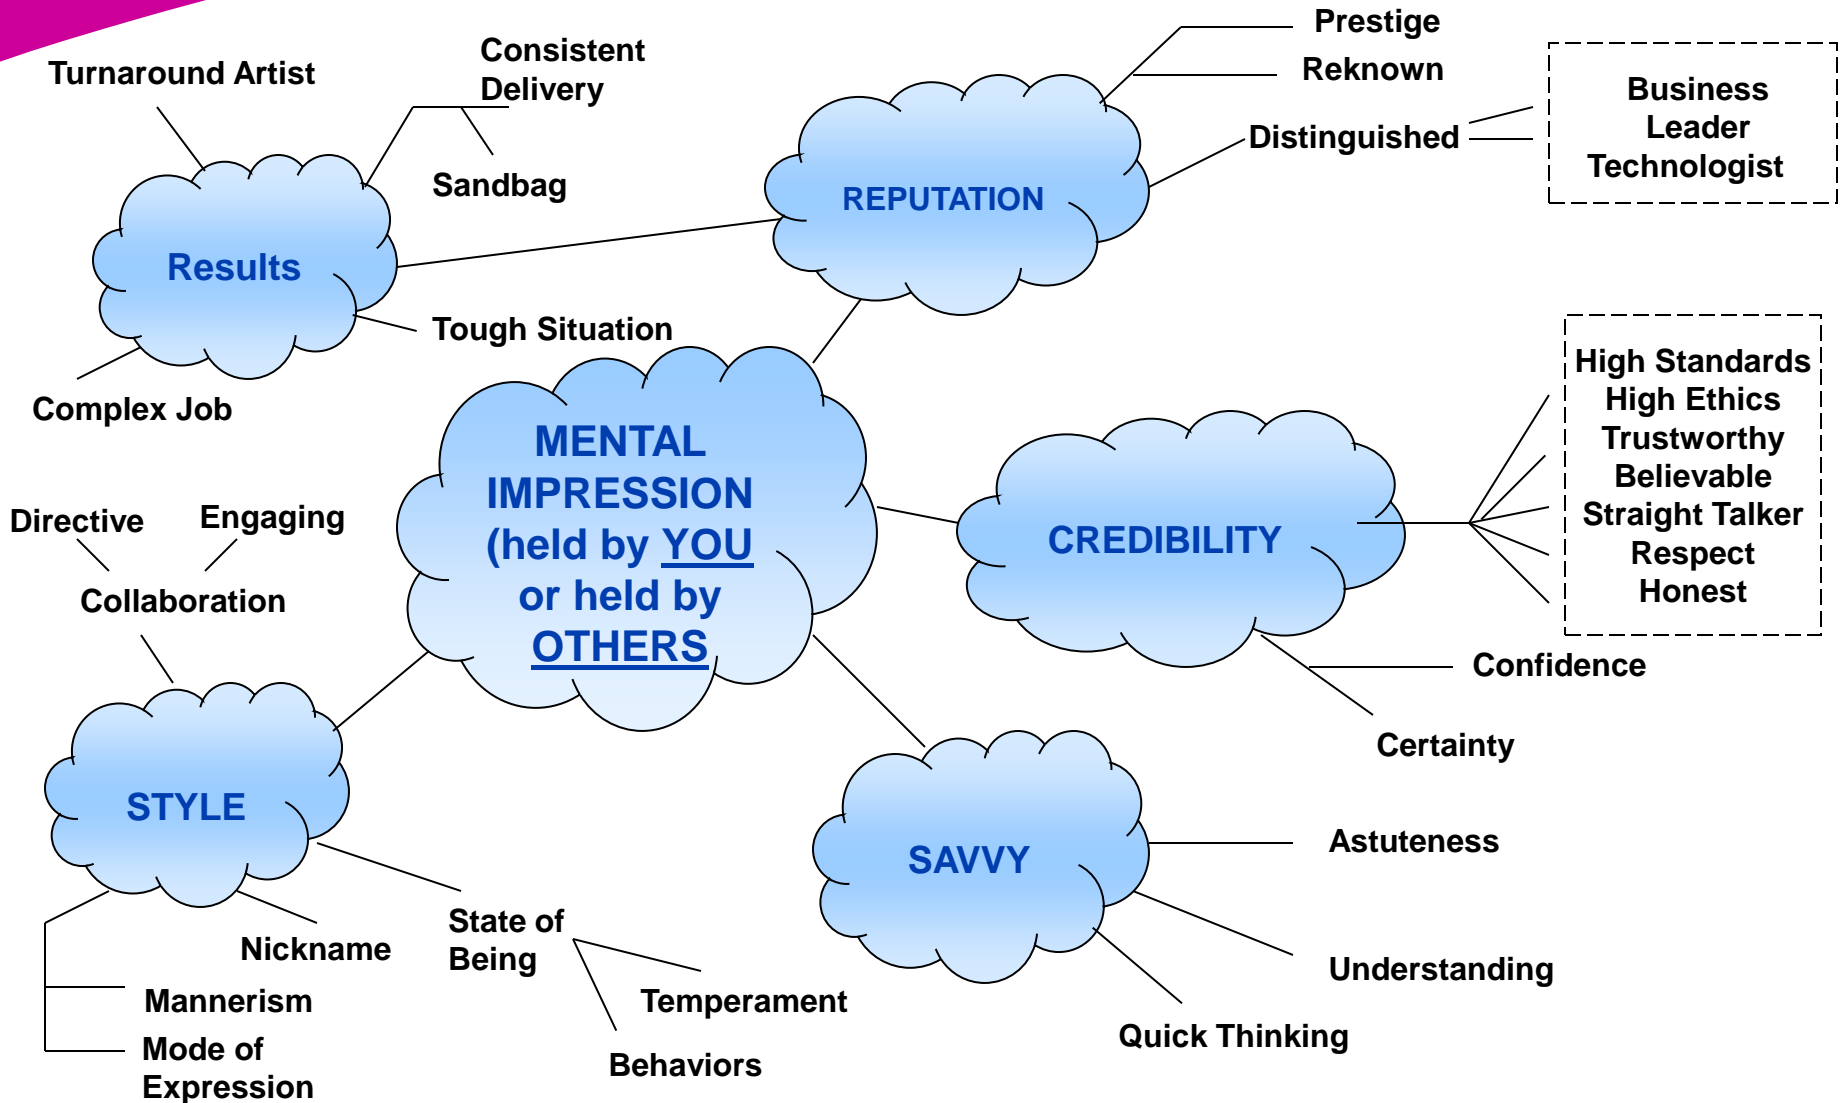 Turnaround Artist
Consistent
Delivery
Sandbag
Results
Tough Situation
Complex Job
Prestige
Reknown
Distinguished
Business
Leader
Technologist
REPUTATION
MENTAL
IMPRESSION
(held by YOU
or held by
OTHERS
High Standards
High Ethics
Trustworthy
Believable
Straight Talker
Respect
Honest
CREDIBILITY
Confidence
Certainty
Directive
Engaging
Collaboration
STYLE
Nickname
State of
Being
Mannerism
Mode of
Expression
Temperament
Behaviors
SAVVY
Astuteness
Understanding
Quick Thinking